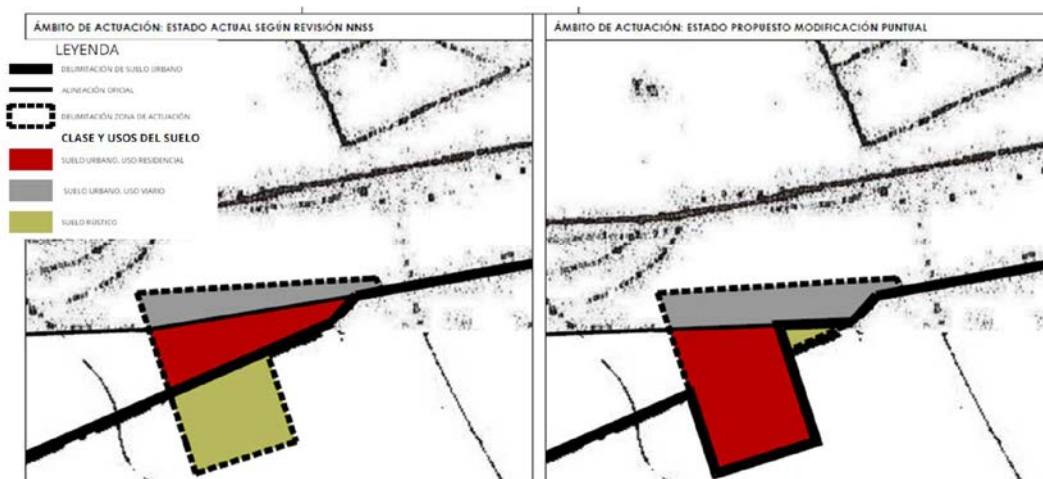 ÁMBITO DE ACTUACIÓN: ESTADO ACTUAL SEGÚN REVISIÓN NNSS
ÁMBITO DE ACTUACIÓN: ESTADO PROPUESTO MODIFICACIÓN PUNTUAL
LEYENDA
DELIMITACIÓN DE SUELO URBANO
ALINEACIÓN OFICIAL
DELIMITACIÓN ZONA DE ACTUACIÓN
CLASE Y USOS DEL SUELO
SUELO URBANO. USO RESIDENCIAL
SUELO URBANO. USO VIARIO
SUELO RÚSTICO